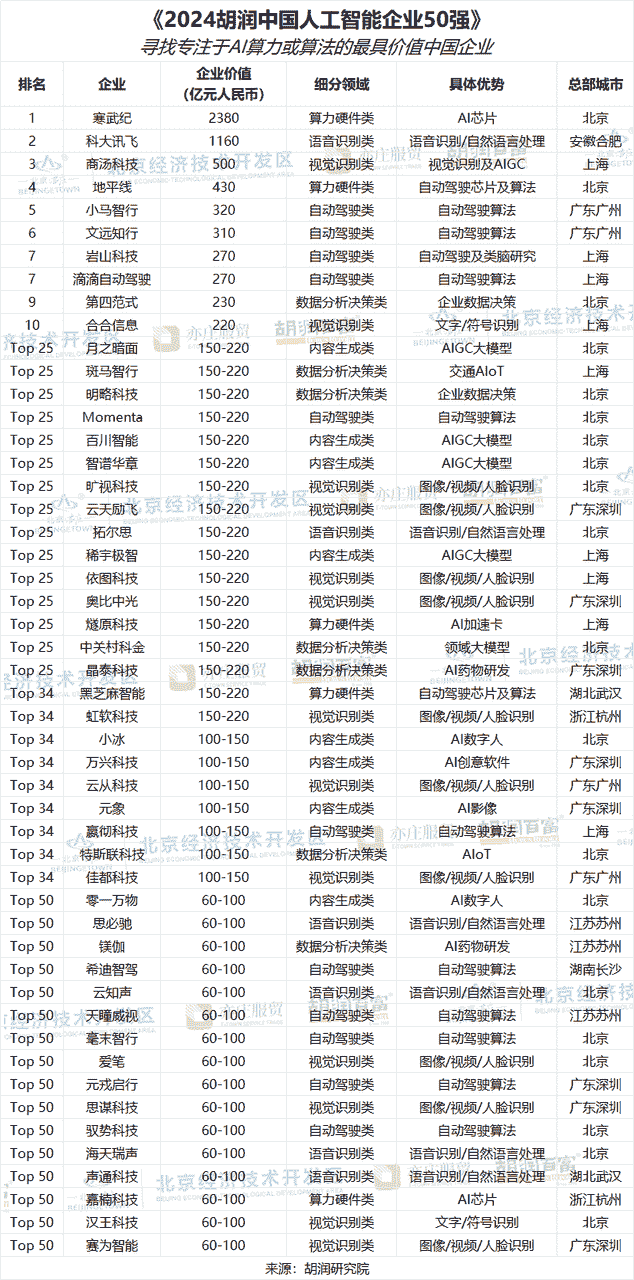 《2024胡润中国人工智能企业50强》
寻找专注于AI算力或算法的最具价值中国企业
排名 企业 企业价值（亿元人民币） 细分领域 具体优势 总部城市
1 寒武纪 2380 算力硬件类 AI芯片 北京
2 科大讯飞 1160 语音识别类 语音识别/自然语言处理 安徽合肥
3 商汤科技 500 视觉识别类 视觉识别及AIGC 上海
4 地平线 430 算力硬件类 自动驾驶芯片及算法 北京
5 小马智行 320 自动驾驶类 自动驾驶算法 广东广州
6 文远知行 310 自动驾驶类 自动驾驶算法 广东广州
7 岩山科技 270 自动驾驶类 自动驾驶及类脑研究 上海
7 滴滴自动驾驶 270 自动驾驶类 自动驾驶算法 上海
9 第四范式 230 数据分析决策类 企业数据决策 北京
10 合合信息 220 视觉识别类 文字/符号识别 上海
Top 25 月之暗面 150-220 内容生成类 AIGC大模型 北京
Top 25 斑马智行 150-220 数据分析决策类 交通AIoT 上海
Top 25 明略科技 150-220 数据分析决策类 企业数据决策 北京
Top 25 Momenta 150-220 自动驾驶类 自动驾驶算法 北京
Top 25 百川智能 150-220 内容生成类 AIGC大模型 北京
Top 25 智谱华章 150-220 内容生成类 AIGC大模型 北京
Top 25 旷视科技 150-220 视觉识别类 图像/视频/人脸识别 北京
Top 25 云天励飞 150-220 视觉识别类 图像/视频/人脸识别 广东深圳
Top 25 拓尔思 150-220 语音识别类 语音识别/自然语言处理 北京
Top 25 稀宇极智 150-220 内容生成类 AIGC大模型 上海
Top 25 依图科技 150-220 视觉识别类 图像/视频/人脸识别 上海
Top 25 奥比中光 150-220 视觉识别类 图像/视频/人脸识别 广东深圳
Top 25 燧原科技 150-220 算力硬件类 AI加速卡 上海
Top 25 中关村科金 150-220 数据分析决策类 领域大模型 北京
Top 25 晶泰科技 150-220 数据分析决策类 AI药物研发 广东深圳
Top 34 黑芝麻智能 150-220 算力硬件类 自动驾驶芯片及算法 湖北武汉
Top 34 虹软科技 150-220 视觉识别类 图像/视频/人脸识别 浙江杭州
Top 34 小冰 100-150 内容生成类 AI数字人 北京
Top 34 万兴科技 100-150 内容生成类 AI创意软件 广东深圳
Top 34 云从科技 100-150 视觉识别类 图像/视频/人脸识别 广东广州
Top 34 元象 100-150 内容生成类 AI影像 广东深圳
Top 34 嬴彻科技 100-150 自动驾驶类 自动驾驶算法 上海
Top 34 特斯联科技 100-150 数据分析决策类 AIoT 北京
Top 34 佳都科技 100-150 视觉识别类 图像/视频/人脸识别 广东广州
Top 50 零一万物 60-100 内容生成类 AI数字人 北京
Top 50 思必驰 60-100 语音识别类 语音识别/自然语言处理 江苏苏州
Top 50 镁伽 60-100 数据分析决策类 AI药物研发 江苏苏州
Top 50 希迪智驾 60-100 自动驾驶类 自动驾驶算法 湖南长沙
Top 50 云知声 60-100 语音识别类 语音识别/自然语言处理 北京
Top 50 天瞳威视 60-100 自动驾驶类 自动驾驶算法 江苏苏州
Top 50 毫末智行 60-100 自动驾驶类 自动驾驶算法 北京
Top 50 爱笔 60-100 视觉识别类 图像/视频/人脸识别 北京
Top 50 元戎启行 60-100 自动驾驶类 自动驾驶算法 广东深圳
Top 50 思谋科技 60-100 视觉识别类 图像/视频/人脸识别 广东深圳
Top 50 驭势科技 60-100 自动驾驶类 自动驾驶算法 北京
Top 50 海天瑞声 60-100 语音识别类 语音识别/自然语言处理 北京
Top 50 声通科技 60-100 语音识别类 语音识别/自然语言处理 湖北武汉
Top 50 嘉楠科技 60-100 算力硬件类 AI芯片 浙江杭州
Top 50 汉王科技 60-100 视觉识别类 文字/符号识别 北京
Top 50 赛为智能 60-100 视觉识别类 图像/视频/人脸识别 广东深圳
来源：胡润研究院